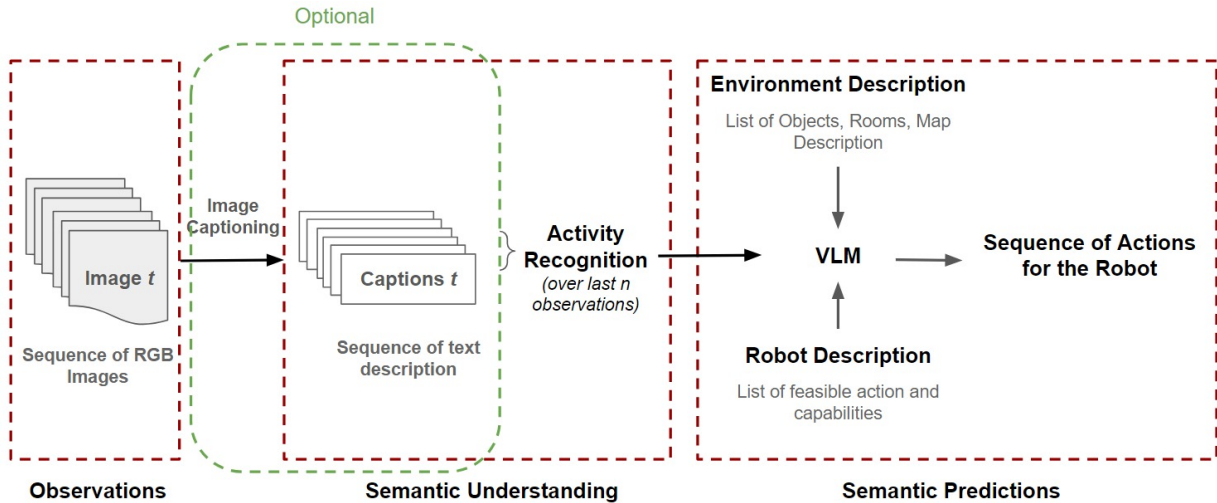 Optional
Image t
Sequence of RGB
Images
Image
Captioning
Captions t
Sequence of text
description
Activity
Recognition
(over last n
observations)
Environment Description
List of Objects, Rooms, Map
Description
VLM
Sequence of Actions
for the Robot
Robot Description
List of feasible action and
capabilities
Observations
Semantic Understanding
Semantic Predictions